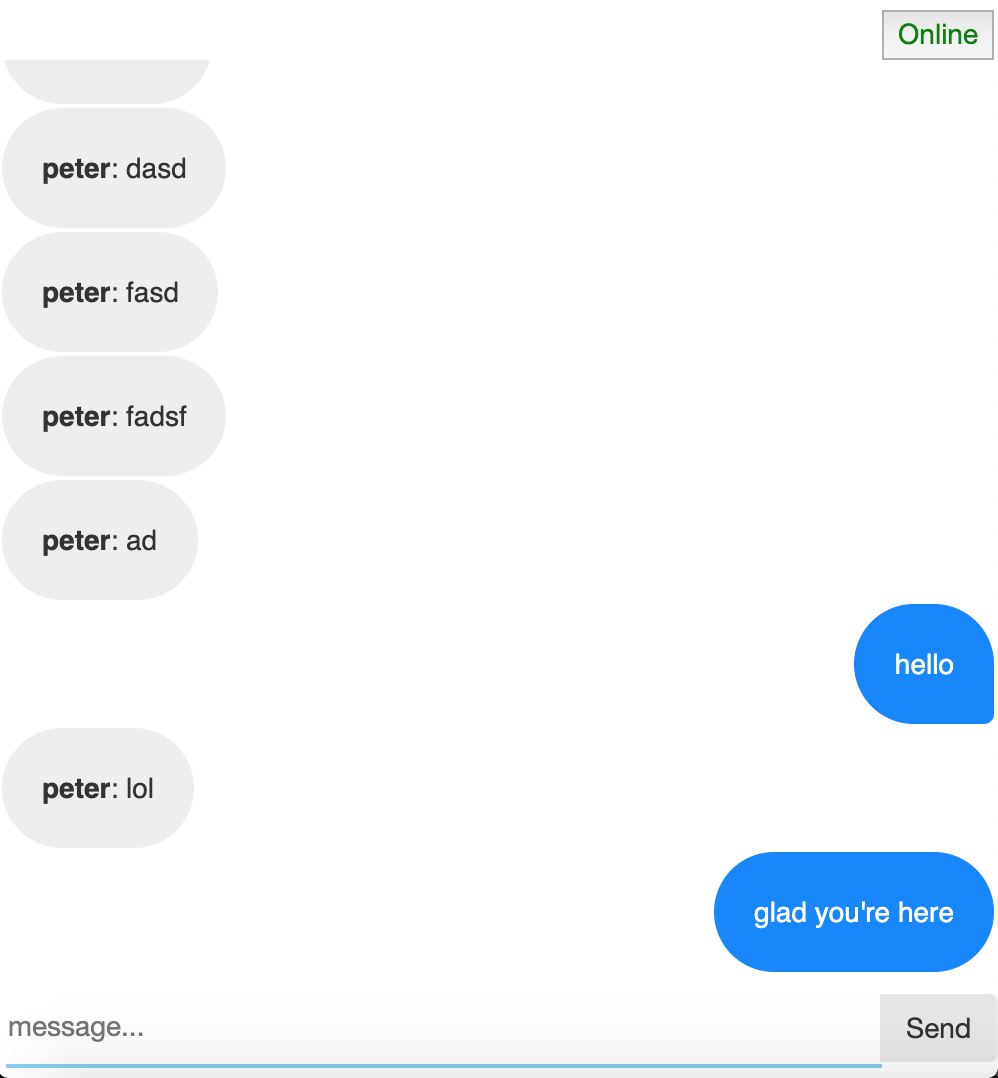 Online
peter: dasd
peter: fasd
peter: fadsf
peter: ad
hello
peter: lol
glad you're here
message...
Send